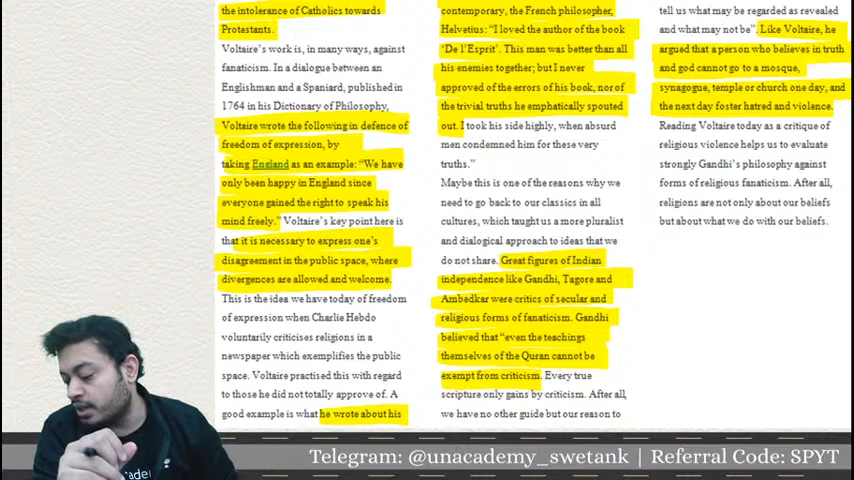 the intolerance of Catholics towards
Protestants.
Voltaire's work is, in many ways, against
fanaticism. In a dialogue between an
Englishman and a Spaniard, published in
1764 in his Dictionary of Philosophy,
Voltaire wrote the following in defence of
freedom of expression, by
taking England as an example: “We have
only been happy in England since
everyone gained the right to speak his
mind freely.” Voltaire's key point here is
that it is necessary to express one's
disagreement in the public space, where
divergences are allowed and welcome.
This is the idea we have today of freedom
of expression when Charlie Hebdo
voluntarily criticises religions in a
newspaper which exemplifies the public
space. Voltaire practised this with regard
to those he did not totally approve of. A
good example is what he wrote about his
contemporary, the French philosopher,
Helvetius: “I loved the author of the book
‘De l’Esprit’. This man was better than all
his enemies together; but I never
approved of the errors of his book, nor of
the trivial truths he emphatically spouted
out. I took his side highly, when absurd
men condemned him for these very
truths.”
Maybe this is one of the reasons why we
need to go back to our classics in all
cultures, which taught us a more pluralist
and dialogical approach to ideas that we
do not share. Great figures of Indian
independence like Gandhi, Tagore and
Ambedkar were critics of secular and
religious forms of fanaticism. Gandhi
believed that “even the teachings
themselves of the Quran cannot be
exempt from criticism. Every true
scripture only gains by criticism. After all,
we have no other guide but our reason to
tell us what may be regarded as revealed
and what may not be”. Like Voltaire, he
argued that a person who believes in truth
and god cannot go to a mosque,
synagogue, temple or church one day, and
the next day foster hatred and violence.
Reading Voltaire today as a critique of
religious violence helps us to evaluate
strongly Gandhi's philosophy against
forms of religious fanaticism. After all,
religions are not only about our beliefs
but about what we do with our beliefs.
Telegram: @unacademy_swetank | Referral Code: SPYT